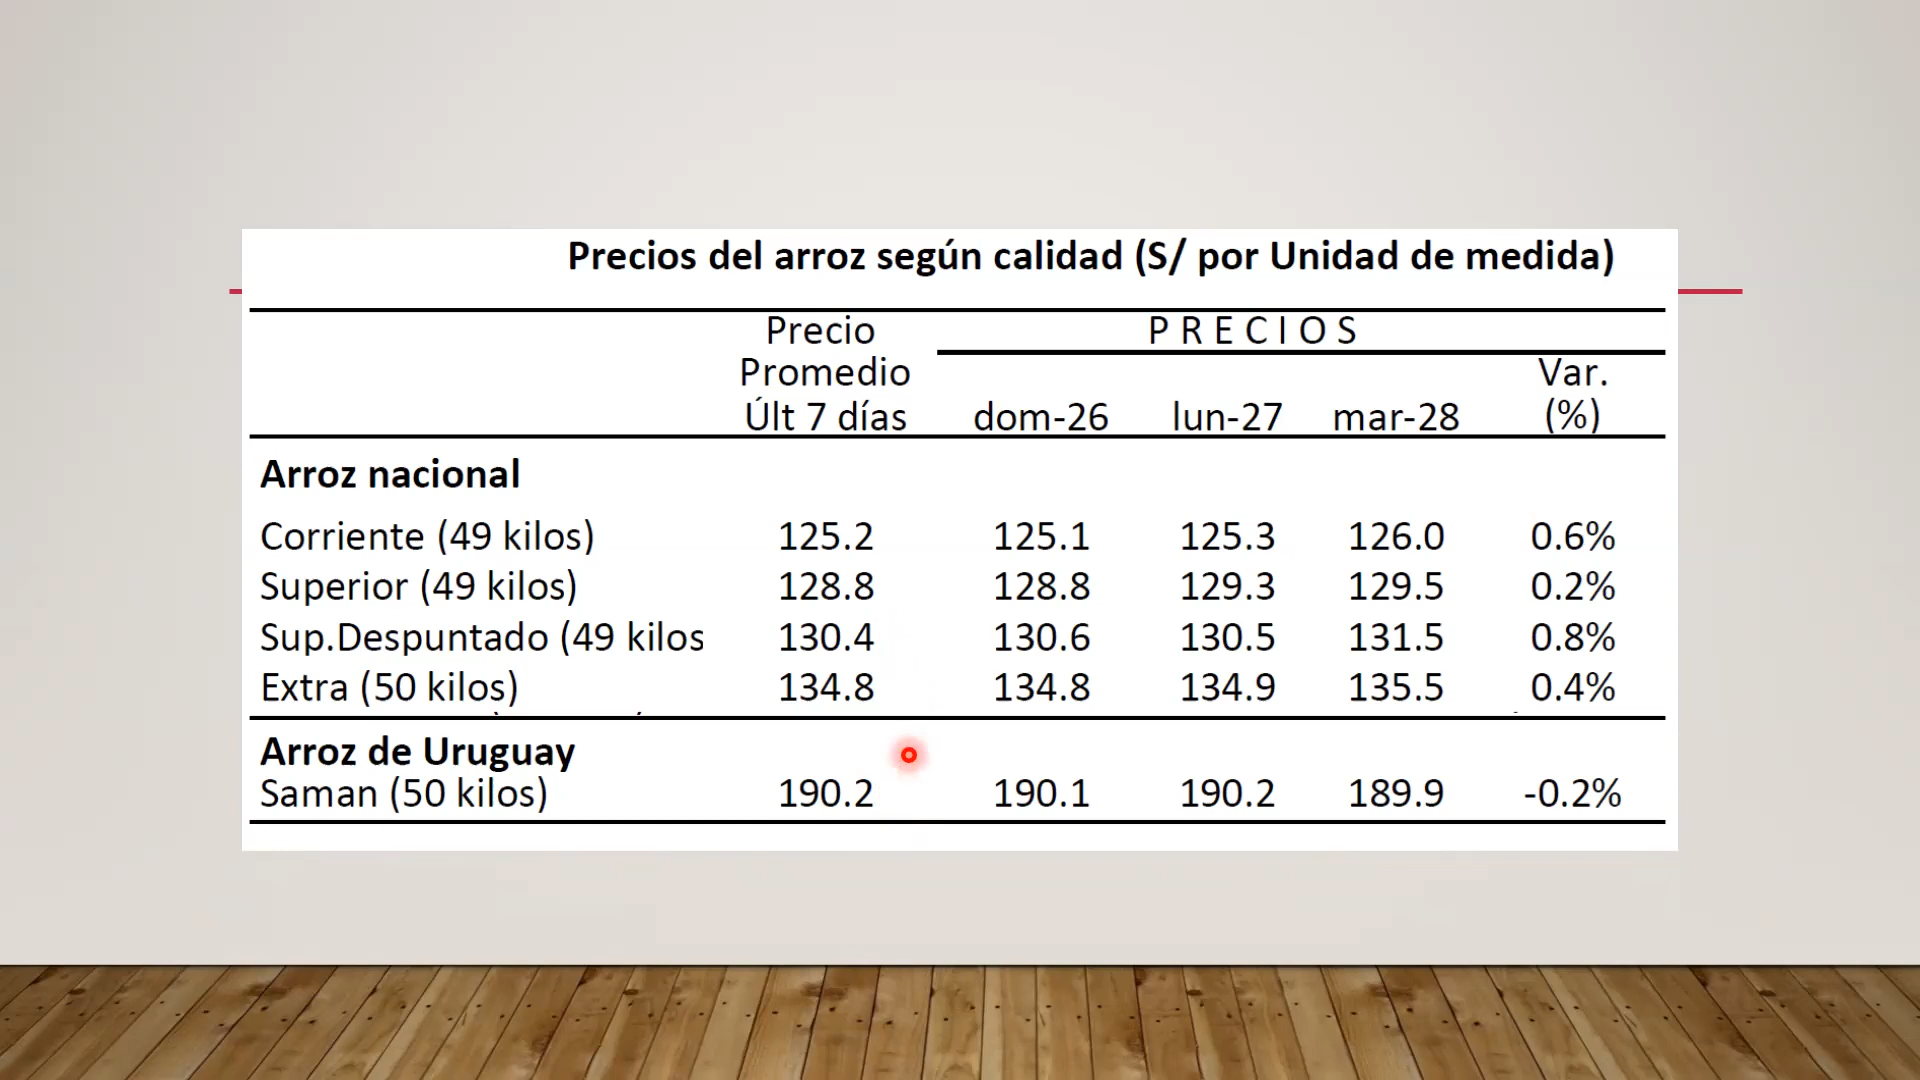 Precios del arroz según calidad (S/ por Unidad de medida)
Precio P R E C I O S
Promedio Var.
Últ 7 días dom-26 lun-27 mar-28 (%)
Arroz nacional
Corriente (49 kilos) 125.2 125.1 125.3 126.0 0.6%
Superior (49 kilos) 128.8 128.8 129.3 129.5 0.2%
Sup.Despuntado (49 kilos 130.4 130.6 130.5 131.5 0.8%
Extra (50 kilos) 134.8 134.8 134.9 135.5 0.4%
Arroz de Uruguay
Saman (50 kilos) 190.2 190.1 190.2 189.9 -0.2%